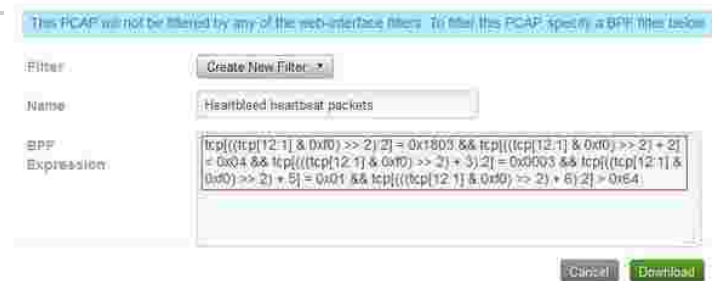 This PCAP will not be filtered by any of the web-interface filters. To filter this PCAP, specify a BPF filter below
Filter
Create New Filter
Name
Heartbleed heartbeat packets
BPF
Expression
tcp[((tcp[12:1] & 0xf0) >> 2):2] = 0x1803 && tcp[((tcp[12:1] & 0xf0) >> 2) + 2]
< 0x04 && tcp[(((tcp[12:1] & 0xf0) >> 2) + 3):2] = 0x0003 && tcp[((tcp[12:1] &
0xf0) >> 2) + 5] = 0x01 && tcp[(((tcp[12:1] & 0xf0) >> 2) + 6):2] > 0x64
Cancel
Download